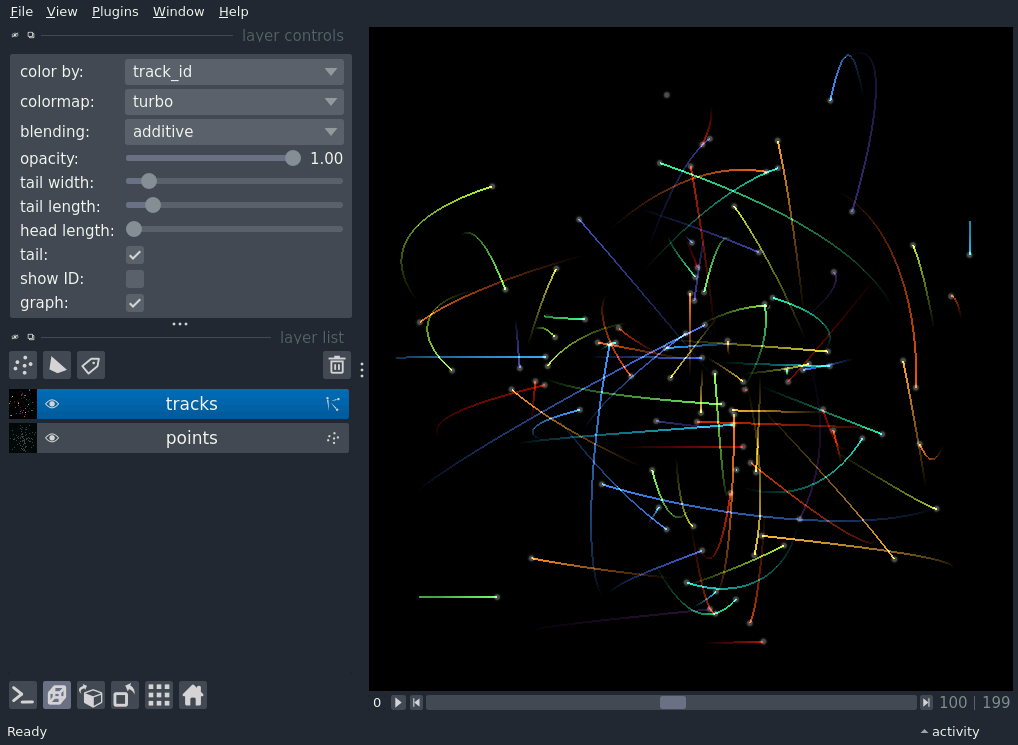 File View Plugins Window Help
layer controls
color by: track_id
colormap: turbo
blending: additive
opacity: 1.00
tail width:
tail length:
head length:
tail:
show ID:
graph:
layer list
tracks
points
0 100 | 199
Ready activity